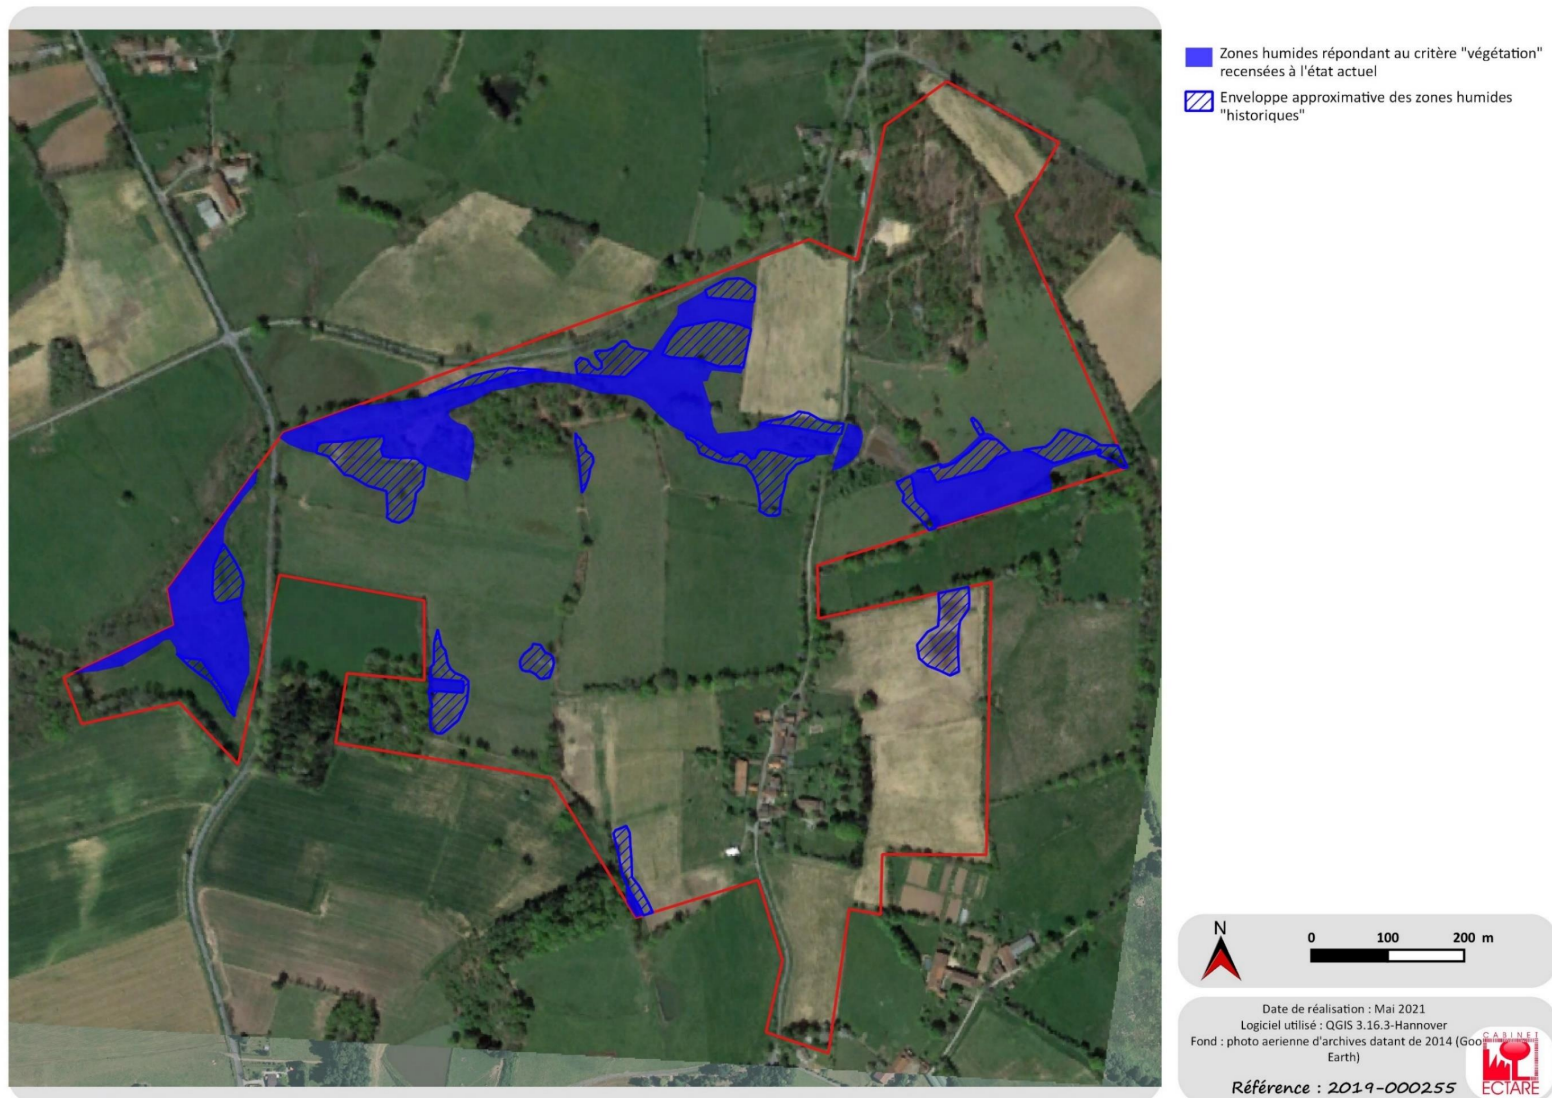 Zones humides répondant au critère "végétation"
recensées à l'état actuel
Enveloppe approximative des zones humides
"historiques"
N
0 100 200 m
Date de réalisation : Mai 2021
Logiciel utilisé : QGIS 3.16.3-Hannover
Fond : photo aerienne d'archives datant de 2014 (Goo
Earth)
Référence : 2019-000255
CABINET
ECTARE